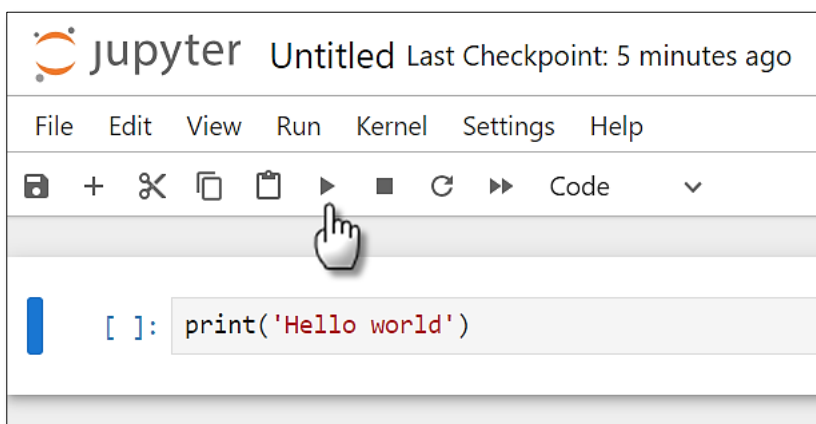 jupyter Untitled Last Checkpoint: 5 minutes ago
File Edit View Run Kernel Settings Help
Code
[ ]: print('Hello world')